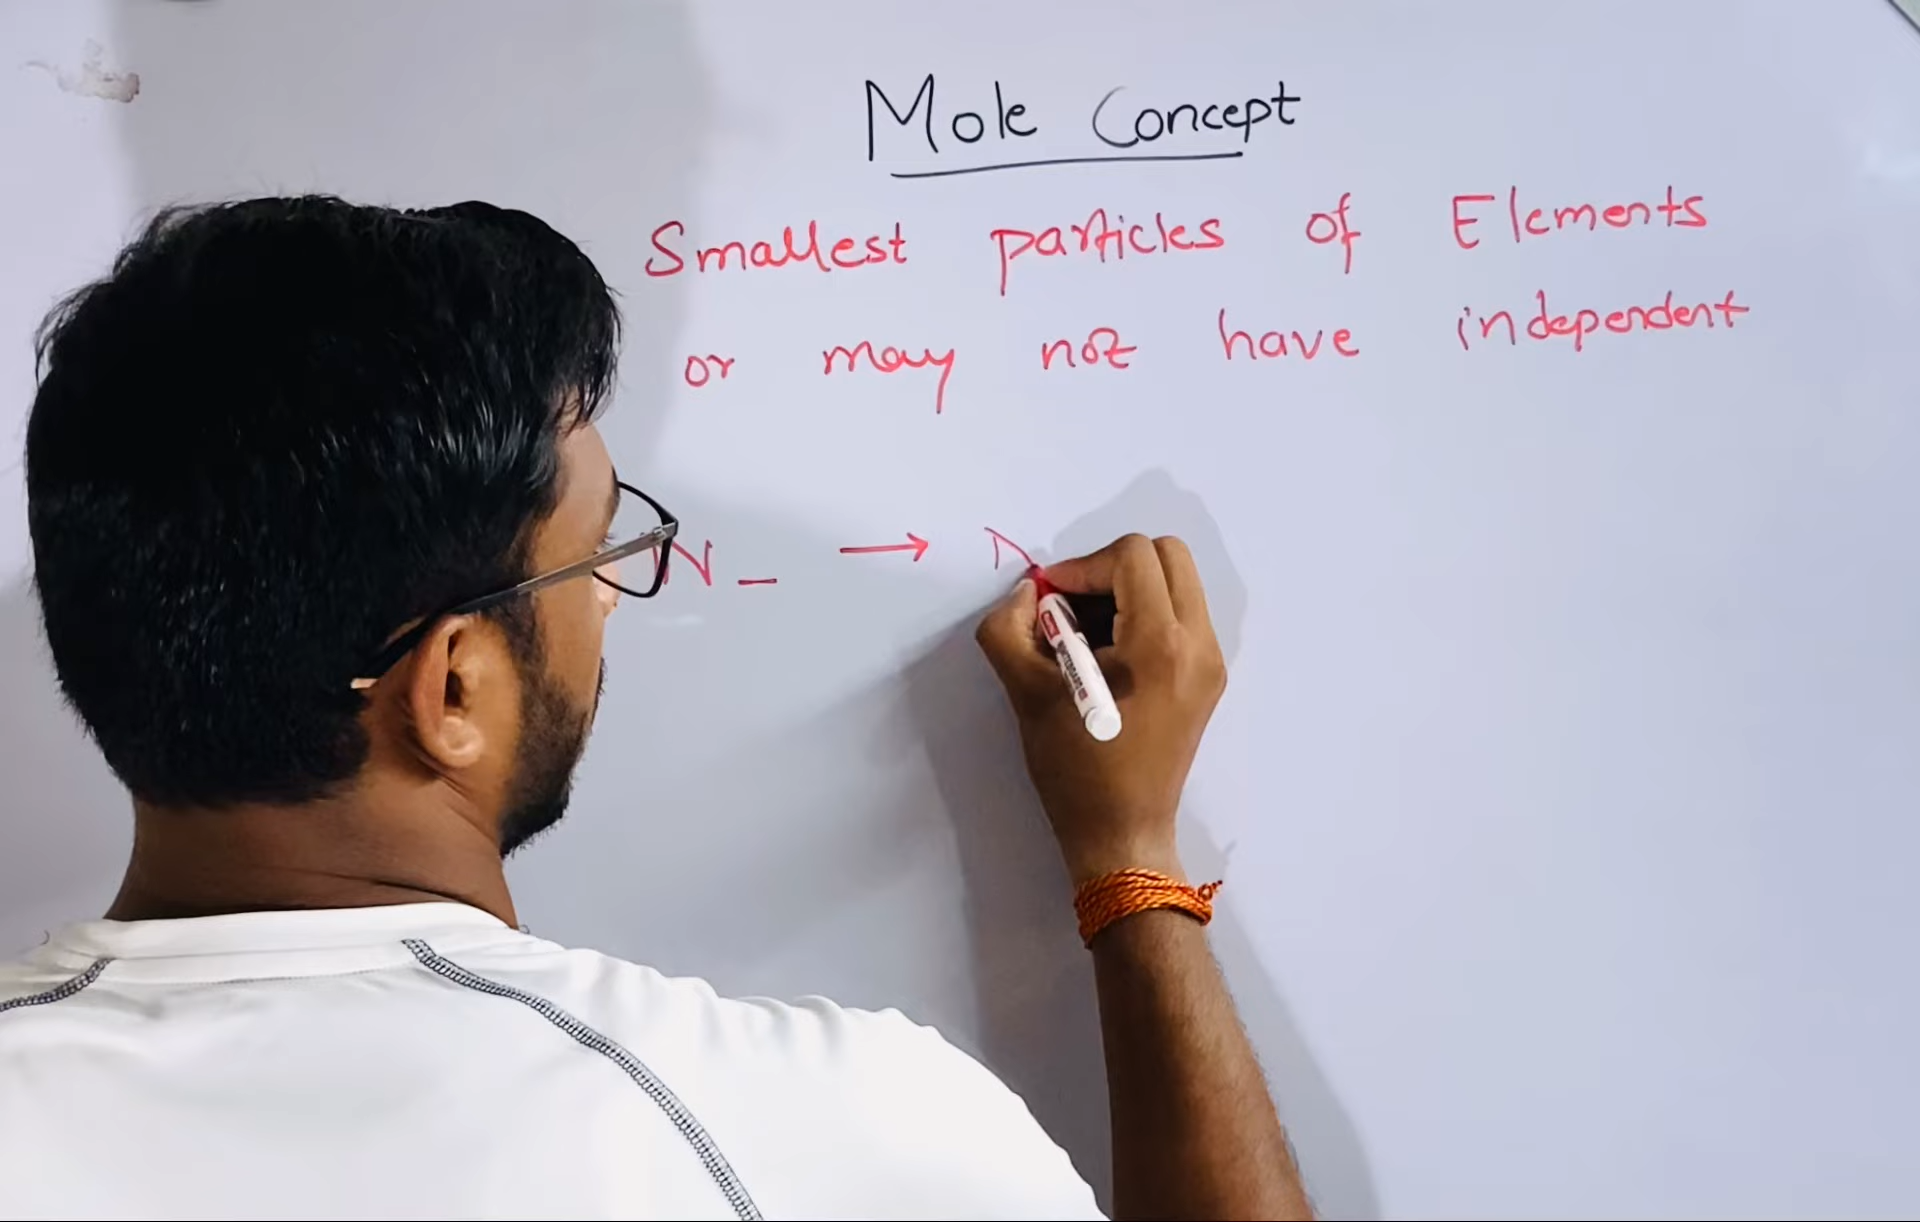 Mole Concept
Smallest particles of Elements
or may not have independent
N - →